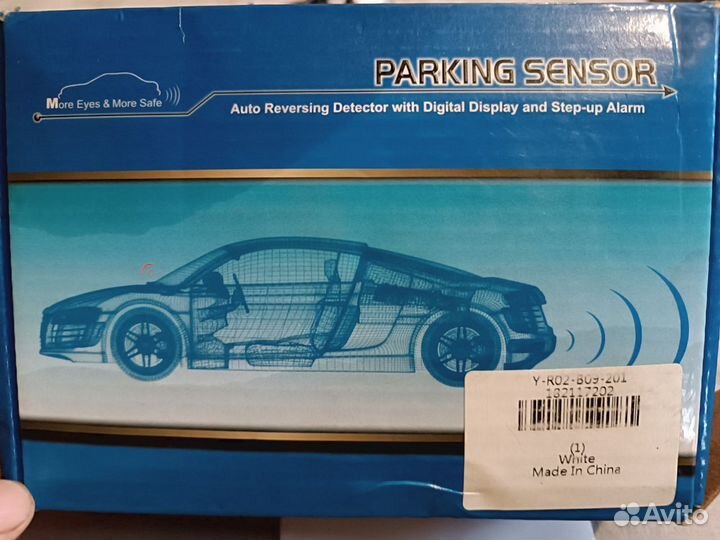 PARKING SENSOR
More Eyes & More Safe
Auto Reversing Detector with Digital Display and Step-up Alarm
Y-R02-B09-201
182117202
(1)
White
Made In China
Avito